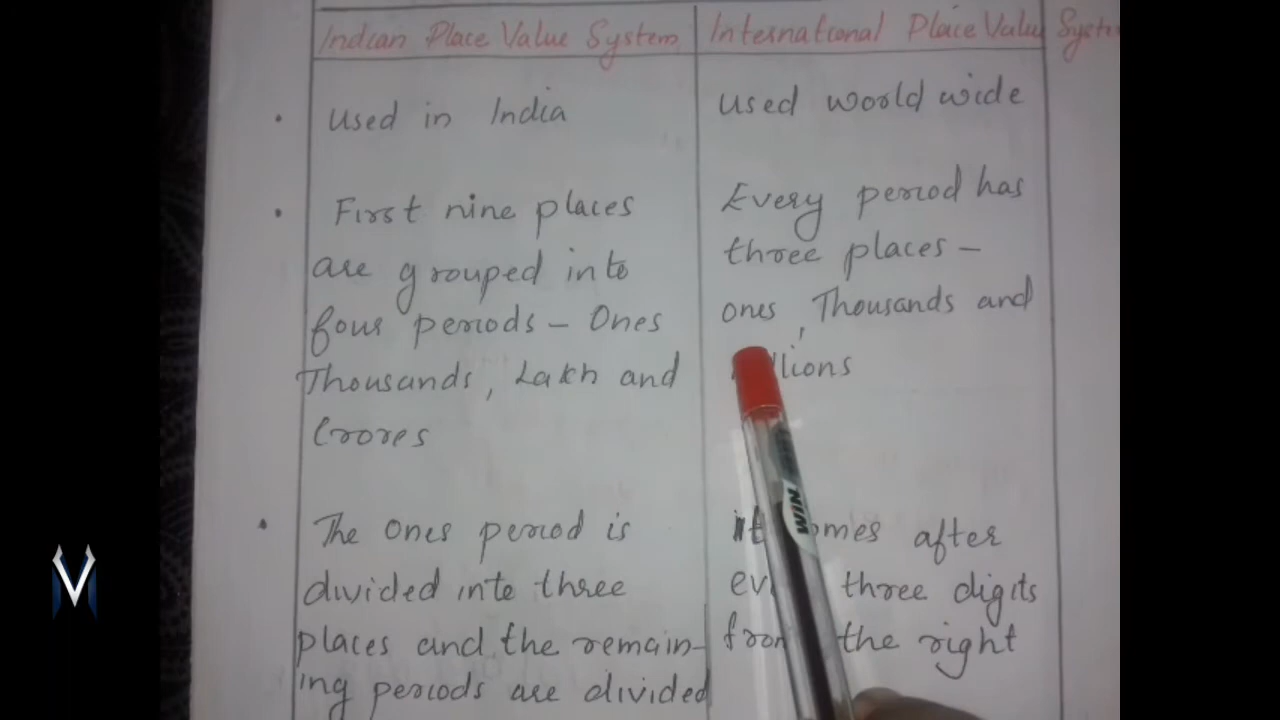 Indian Place Value System
International Place Value System
• Used in India
used world wide
• First nine places
are grouped into
four periods - Ones
Thousands, Lakh and
Crores
Every period has
three places -
ones, Thousands and
• The Ones period is
divided into three
places and the remain-
ing periods are divided
it after
three digits
the right
WIN